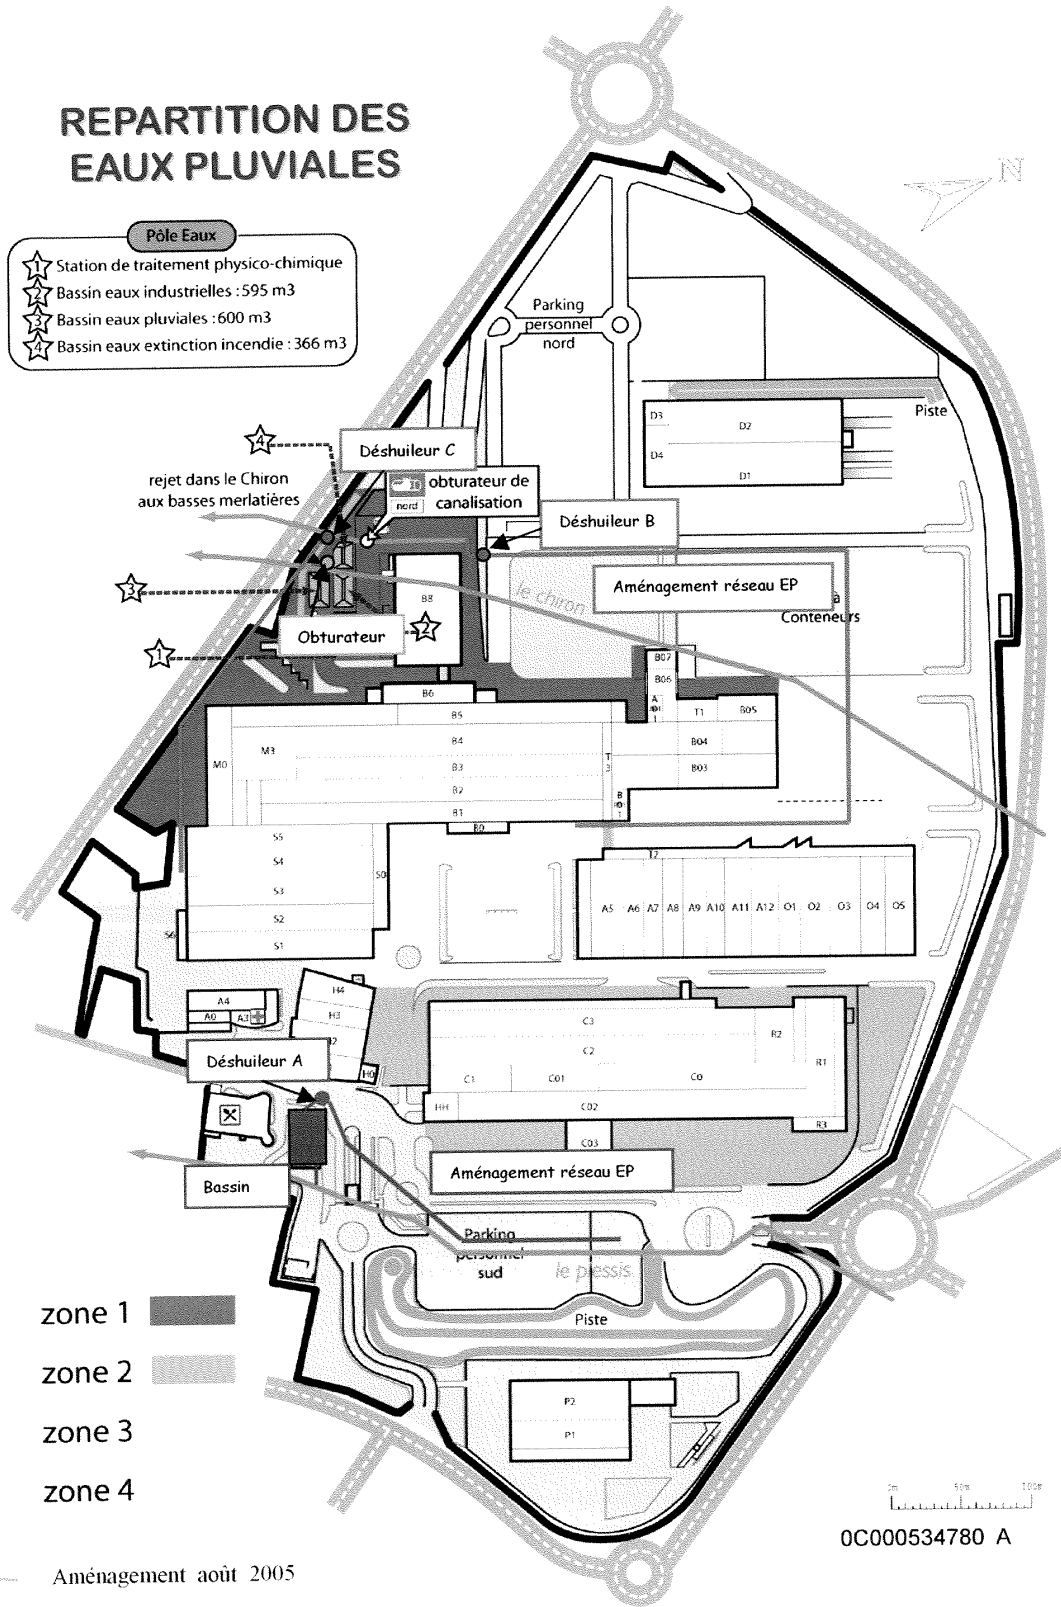 REPARTITION DES
EAUX PLUVIALES
N
Pôle Eaux
1 Station de traitement physico-chimique
2 Bassin eaux industrielles : 595 m3
3 Bassin eaux pluviales : 600 m3
4 Bassin eaux extinction incendie : 366 m3
Parking
personnel
nord
Piste
D3
D2
D4
D1
4
Déshuileur C
rejet dans le Chiron
aux basses merlatières
obturateur de
canalisation
nord
Déshuileur B
Aménagement réseau EP
le chiron
à
Conteneurs
3
B8
2
Obturateur
1
B07
B06
B6
B5
T1
B05
M0
M3
B4
B04
B3
T
3
B03
B2
B1
B0
S5
S4
S0
S3
S2
S6
S1
T2
A5
A6
A7
A8
A9
A10
A11
A12
O1
O2
O3
O4
O5
A4
A0
A3
H4
H3
H0
Déshuileur A
C3
C2
R2
R1
C1
C01
C0
HH
C02
R3
C03
Aménagement réseau EP
Bassin
Parking
personnel
sud
le plessis
Piste
P2
P1
zone 1
zone 2
zone 3
zone 4
50m
100m
0C000534780 A
Aménagement août 2005